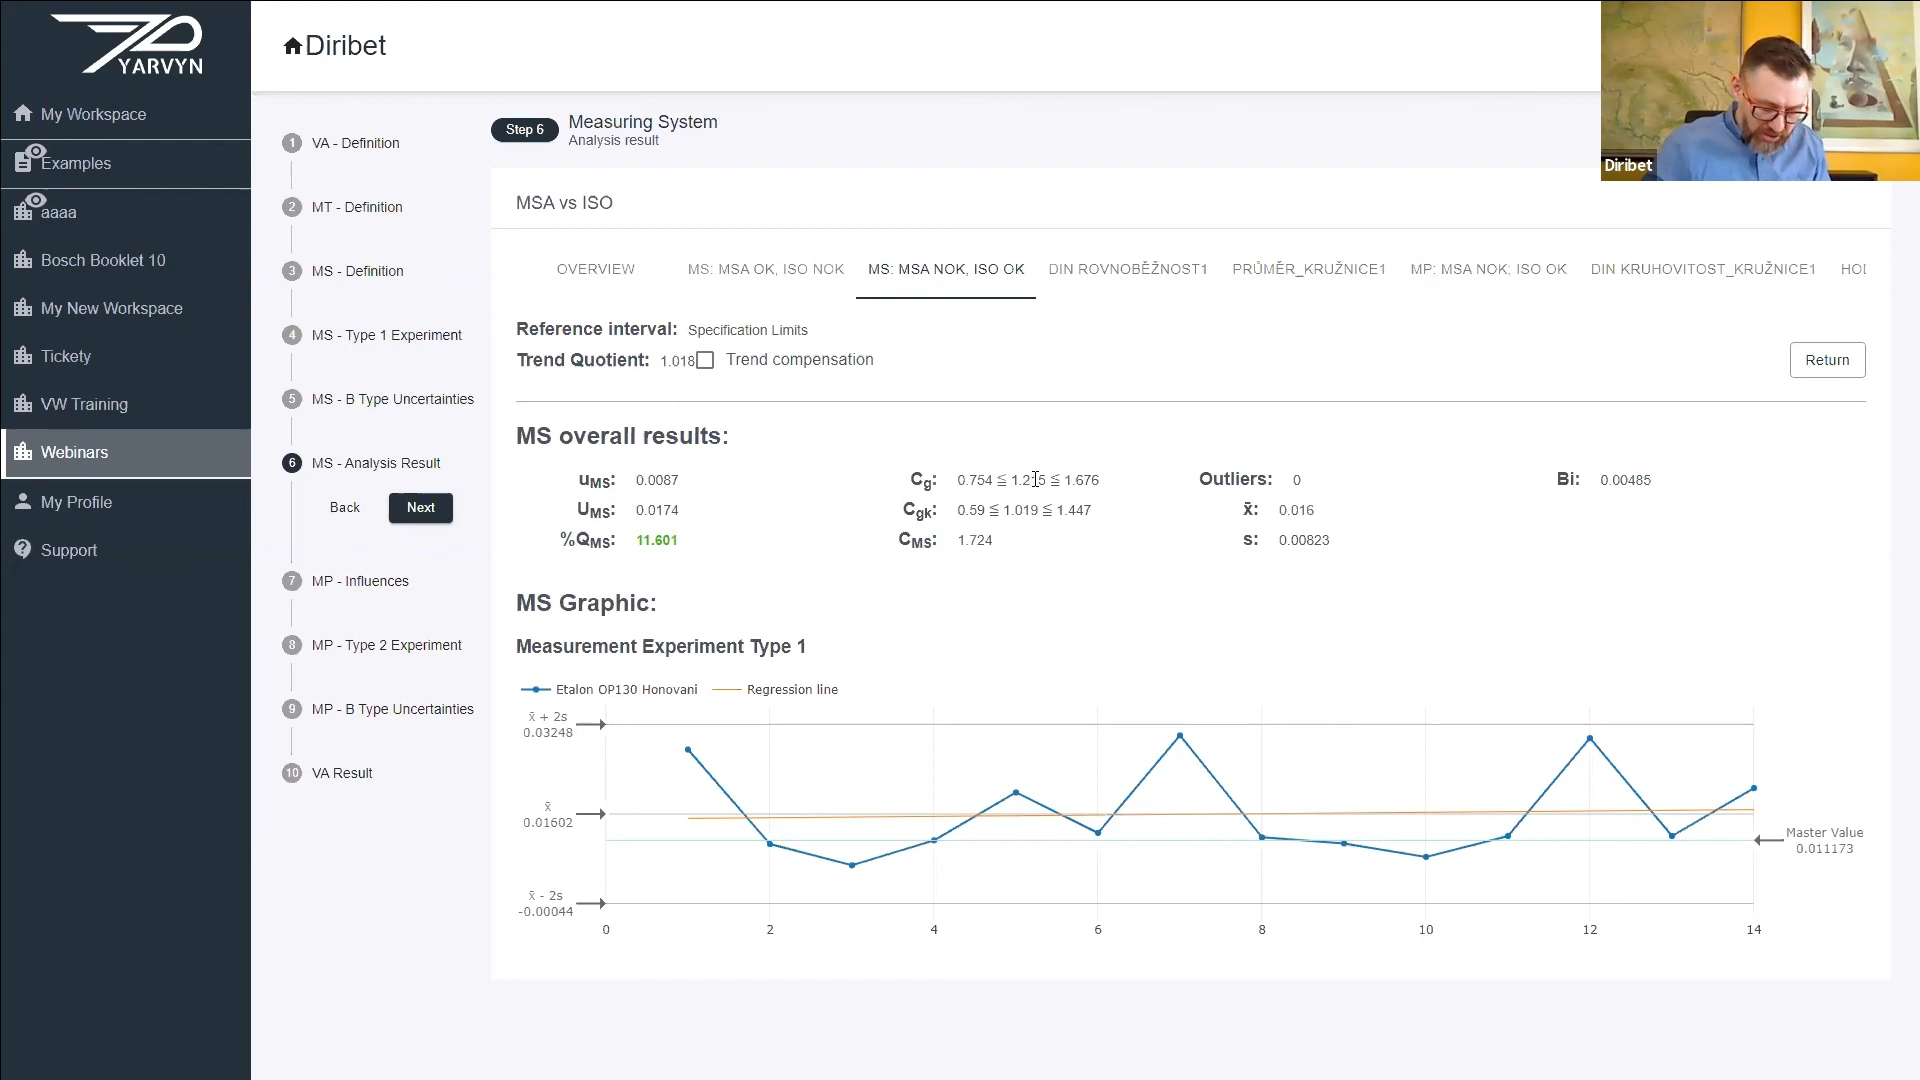 YARVYN
My Workspace
Examples
aaaa
Bosch Booklet 10
My New Workspace
Tickety
VW Training
Webinars
My Profile
Support
Diribet
1 VA - Definition
2 MT - Definition
3 MS - Definition
4 MS - Type 1 Experiment
5 MS - B Type Uncertainties
6 MS - Analysis Result
Back Next
7 MP - Influences
8 MP - Type 2 Experiment
9 MP - B Type Uncertainties
10 VA Result
Step 6 Measuring System
Analysis result
MSA vs ISO
OVERVIEW MS: MSA OK, ISO NOK MS: MSA NOK, ISO OK DIN ROVNOBĚŽNOST1 PRŮMĚR_KRUŽNICE1 MP: MSA NOK; ISO OK DIN KRUHOVITOST_KRUŽNICE1
Reference interval: Specification Limits
Trend Quotient: 1.018 Trend compensation
Return
MS overall results:
uMS: 0.0087 Cg: 0.754 ≦ 1.215 ≦ 1.676 Outliers: 0 Bi: 0.00485
UMS: 0.0174 Cgk: 0.59 ≦ 1.019 ≦ 1.447 x̄: 0.016
%QMS: 11.601 CMS: 1.724 s: 0.00823
MS Graphic:
Measurement Experiment Type 1
Etalon OP130 Honovani Regression line
x̄ + 2s
0.03248
x̄
0.01602
Master Value
0.011173
x̄ - 2s
-0.00044
0 2 4 6 8 10 12 14
Diribet